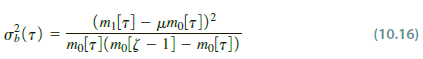 σ_b^2(τ) = (m_1[τ] − μm_0[τ])^2 / m_0[τ](m_0[ζ − 1] − m_0[τ]) (10.16)